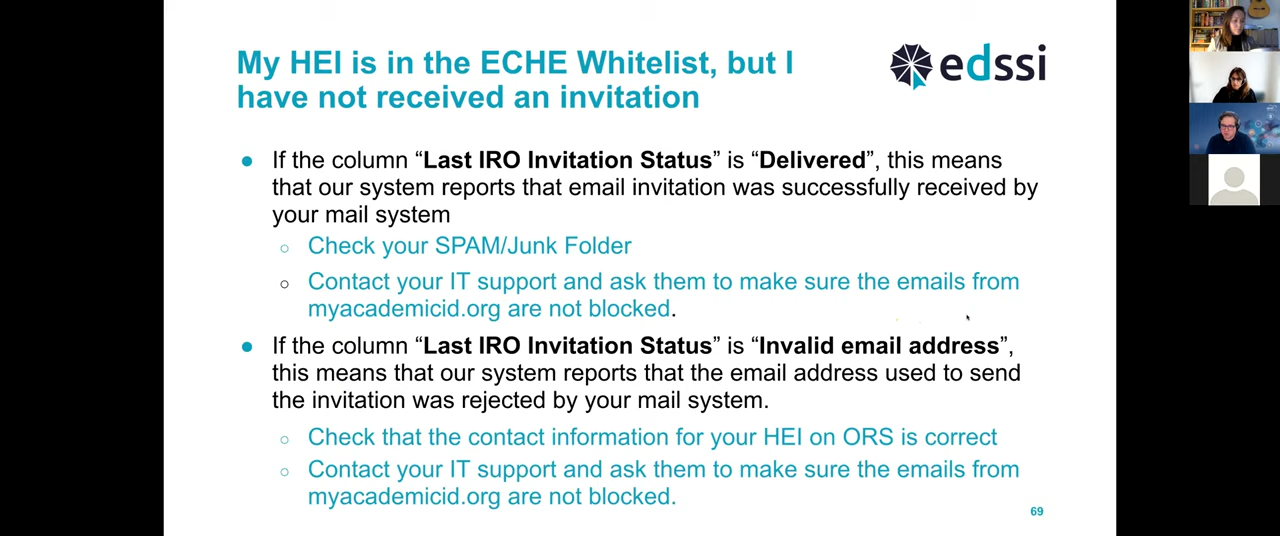 My HEI is in the ECHE Whitelist, but I
have not received an invitation
edssi
If the column “Last IRO Invitation Status” is “Delivered”, this means
that our system reports that email invitation was successfully received by
your mail system
Check your SPAM/Junk Folder
Contact your IT support and ask them to make sure the emails from
myacademicid.org are not blocked.
If the column “Last IRO Invitation Status” is “Invalid email address”,
this means that our system reports that the email address used to send
the invitation was rejected by your mail system.
Check that the contact information for your HEI on ORS is correct
Contact your IT support and ask them to make sure the emails from
myacademicid.org are not blocked.
69